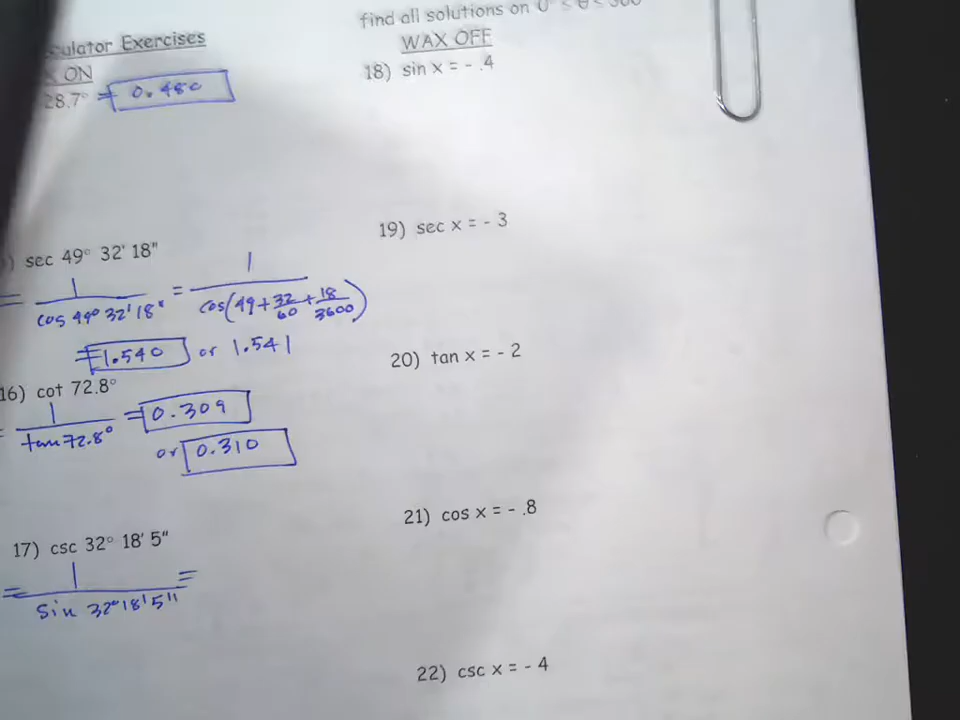 find all solutions on 0° ≤ θ < 360°
culator Exercises
WAX OFF
ON
18) sin x = - .4
28.7° = 0.480
19) sec x = - 3
) sec 49° 32' 18"
= 1 / cos 49° 32' 18" = 1 / cos(49 + 32/60 + 18/3600)
= 1.540 or 1.541
20) tan x = - 2
16) cot 72.8°
= 1 / tan 72.8° = 0.309
or 0.310
21) cos x = - .8
17) csc 32° 18' 5"
= 1 / sin 32° 18' 5" =
22) csc x = - 4